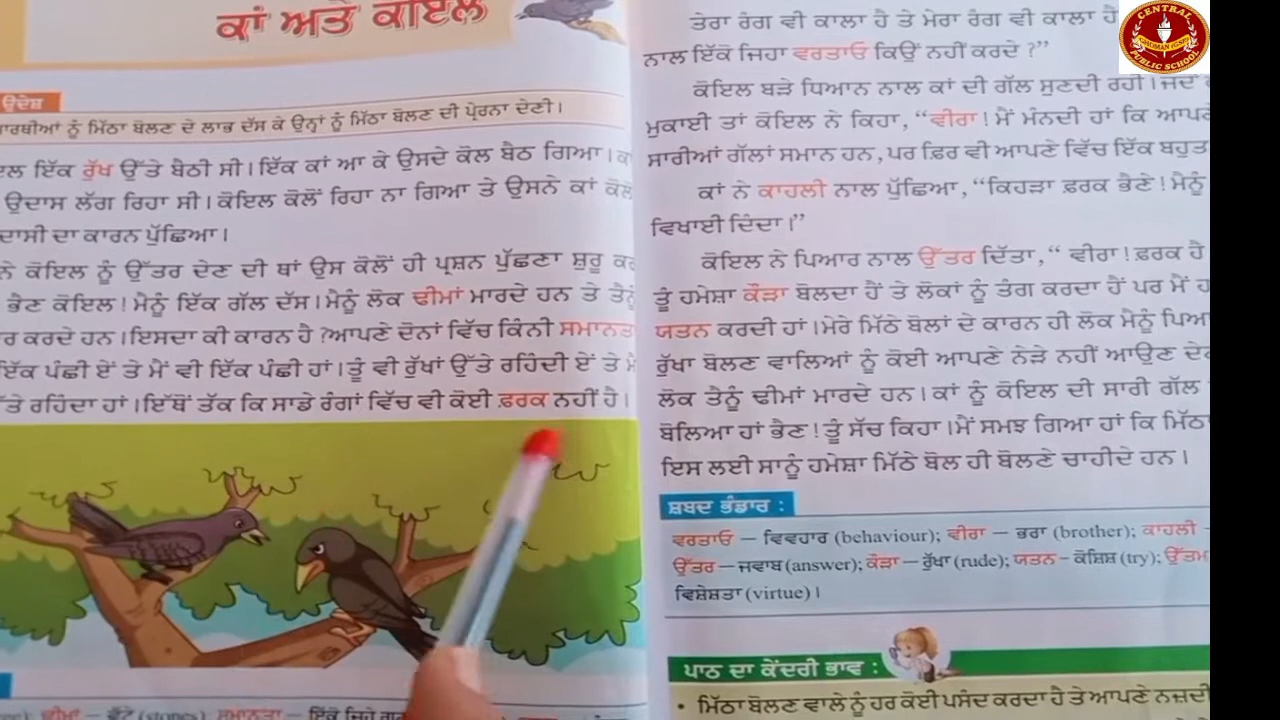 ਕਾਂ ਅਤੇ ਕੋਇਲ
ਉਦੇਸ਼
ਮਿੱਠਾ ਬੋਲਣ ਦੇ ਲਾਭ ਦੱਸ ਕੇ ਉਨ੍ਹਾਂ ਨੂੰ ਮਿੱਠਾ ਬੋਲਣ ਦੀ ਪ੍ਰੇਰਨਾ ਦੇਣੀ।
ਇੱਕ ਰੁੱਖ ਉੱਤੇ ਬੈਠੀ ਸੀ। ਇੱਕ ਕਾਂ ਆ ਕੇ ਉਸਦੇ ਕੋਲ ਬੈਠ ਗਿਆ।
ਉਦਾਸ ਲੱਗ ਰਿਹਾ ਸੀ। ਕੋਇਲ ਕੋਲੋਂ ਰਿਹਾ ਨਾ ਗਿਆ ਤੇ ਉਸਨੇ ਕਾਂ ਕੋਲੋਂ
ਦਾ ਕਾਰਨ ਪੁੱਛਿਆ।
ਨੇ ਕੋਇਲ ਨੂੰ ਉੱਤਰ ਦੇਣ ਦੀ ਥਾਂ ਉਸ ਕੋਲੋਂ ਹੀ ਪ੍ਰਸ਼ਨ ਪੁੱਛਣਾ ਸ਼ੁਰੂ
ਭੈਣ ਕੋਇਲ! ਮੈਨੂੰ ਇੱਕ ਗੱਲ ਦੱਸ। ਮੈਨੂੰ ਲੋਕ ਢੀਮਾਂ ਮਾਰਦੇ ਹਨ ਤੇ ਤੈਨੂੰ
ਕਰਦੇ ਹਨ। ਇਸਦਾ ਕੀ ਕਾਰਨ ਹੈ ?ਆਪਣੇ ਦੋਨਾਂ ਵਿੱਚ ਕਿੰਨੀ ਸਮਾਨਤਾ
ਇੱਕ ਪੰਛੀ ਏਂ ਤੇ ਮੈਂ ਵੀ ਇੱਕ ਪੰਛੀ ਹਾਂ। ਤੂੰ ਵੀ ਰੁੱਖਾਂ ਉੱਤੇ ਰਹਿੰਦੀ ਏਂ ਤੇ
ਰਹਿੰਦਾ ਹਾਂ। ਇੱਥੋਂ ਤੱਕ ਕਿ ਸਾਡੇ ਰੰਗਾਂ ਵਿੱਚ ਵੀ ਕੋਈ ਫ਼ਰਕ ਨਹੀਂ ਹੈ।
ਢੀਮਾਂ – (stones), ਸਮਾਨਤਾ –
ਤੇਰਾ ਰੰਗ ਵੀ ਕਾਲਾ ਹੈ ਤੇ ਮੇਰਾ ਰੰਗ ਵੀ ਕਾਲਾ ਹੈ
ਨਾਲ ਇੱਕੋ ਜਿਹਾ ਵਰਤਾਓ ਕਿਉਂ ਨਹੀਂ ਕਰਦੇ ?”
ਕੋਇਲ ਬੜੇ ਧਿਆਨ ਨਾਲ ਕਾਂ ਦੀ ਗੱਲ ਸੁਣਦੀ ਰਹੀ। ਜਦੋਂ
ਮੁਕਾਈ ਤਾਂ ਕੋਇਲ ਨੇ ਕਿਹਾ, “ਵੀਰਾ! ਮੈਂ ਮੰਨਦੀ ਹਾਂ ਕਿ
ਸਾਰੀਆਂ ਗੱਲਾਂ ਸਮਾਨ ਹਨ, ਪਰ ਫ਼ਿਰ ਵੀ ਆਪਣੇ ਵਿੱਚ ਇੱਕ ਬਹੁਤ
ਕਾਂ ਨੇ ਕਾਹਲੀ ਨਾਲ ਪੁੱਛਿਆ, “ਕਿਹੜਾ ਫ਼ਰਕ ਭੈਣੇ! ਮੈਨੂੰ
ਵਿਖਾਈ ਦਿੰਦਾ।”
ਕੋਇਲ ਨੇ ਪਿਆਰ ਨਾਲ ਉੱਤਰ ਦਿੱਤਾ, “ ਵੀਰਾ! ਫ਼ਰਕ ਹੈ
ਤੂੰ ਹਮੇਸ਼ਾ ਕੌੜਾ ਬੋਲਦਾ ਹੈਂ ਤੇ ਲੋਕਾਂ ਨੂੰ ਤੰਗ ਕਰਦਾ ਹੈਂ ਪਰ ਮੈਂ
ਯਤਨ ਕਰਦੀ ਹਾਂ। ਮੇਰੇ ਮਿੱਠੇ ਬੋਲਾਂ ਦੇ ਕਾਰਨ ਹੀ ਲੋਕ ਮੈਨੂੰ
ਰੁੱਖਾ ਬੋਲਣ ਵਾਲਿਆਂ ਨੂੰ ਕੋਈ ਆਪਣੇ ਨੇੜੇ ਨਹੀਂ ਆਉਣ
ਲੋਕ ਤੈਨੂੰ ਢੀਮਾਂ ਮਾਰਦੇ ਹਨ। ਕਾਂ ਨੂੰ ਕੋਇਲ ਦੀ ਸਾਰੀ ਗੱਲ
ਬੋਲਿਆ ਹਾਂ ਭੈਣ! ਤੂੰ ਸੱਚ ਕਿਹਾ। ਮੈਂ ਸਮਝ ਗਿਆ ਹਾਂ ਕਿ
ਇਸ ਲਈ ਸਾਨੂੰ ਹਮੇਸ਼ਾ ਮਿੱਠੇ ਬੋਲ ਹੀ ਬੋਲਣੇ ਚਾਹੀਦੇ ਹਨ।
ਸ਼ਬਦ ਭੰਡਾਰ :
ਵਰਤਾਓ – ਵਿਵਹਾਰ (behaviour); ਵੀਰਾ – ਭਰਾ (brother); ਕਾਹਲੀ –
ਉੱਤਰ – ਜਵਾਬ (answer); ਕੌੜਾ – ਰੁੱਖਾ (rude); ਯਤਨ – ਕੋਸ਼ਿਸ਼ (try); ਉੱਤਮ
ਵਿਸ਼ੇਸ਼ਤਾ (virtue)।
ਪਾਠ ਦਾ ਕੇਂਦਰੀ ਭਾਵ :
• ਮਿੱਠਾ ਬੋਲਣ ਵਾਲੇ ਨੂੰ ਹਰ ਕੋਈ ਪਸੰਦ ਕਰਦਾ ਹੈ ਤੇ ਆਪਣੇ
CENTRAL
PUBLIC SCHOOL